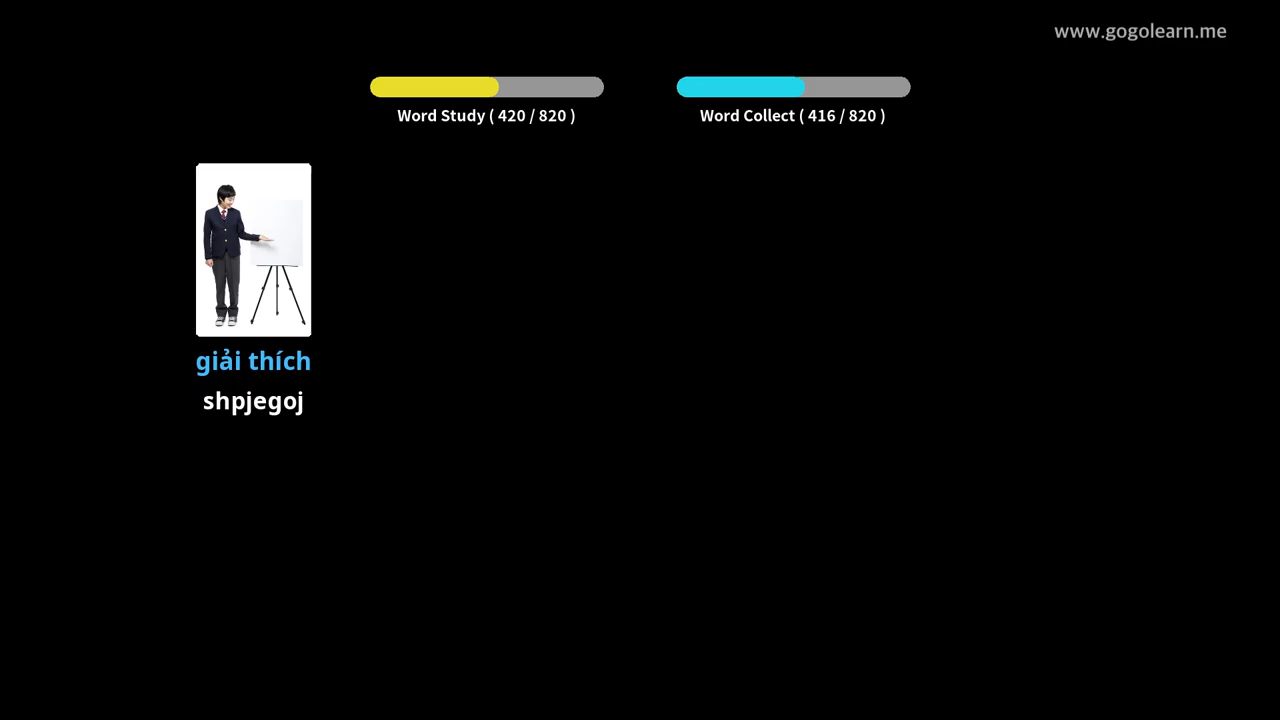 www.gogolearn.me
Word Study ( 420 / 820 )
Word Collect ( 416 / 820 )
giải thích
shpjegoj